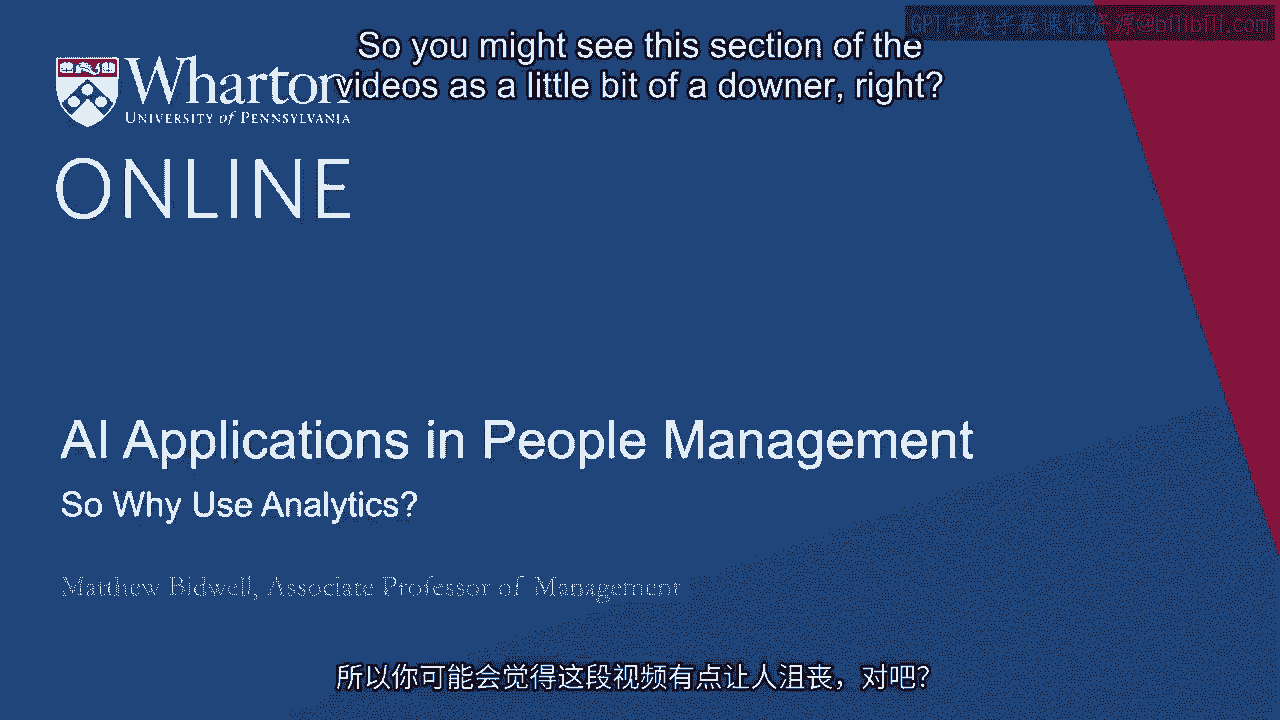 GPT中英字幕课程资源@bilibili.com
So you might see this section of the
videos as a little bit of a downer, right?
Wharton
UNIVERSITY of PENNSYLVANIA
ONLINE
AI Applications in People Management
So Why Use Analytics?
Matthew Bidwell, Associate Professor of Management
所以你可能会觉得这段视频有点让人沮丧，对吧？